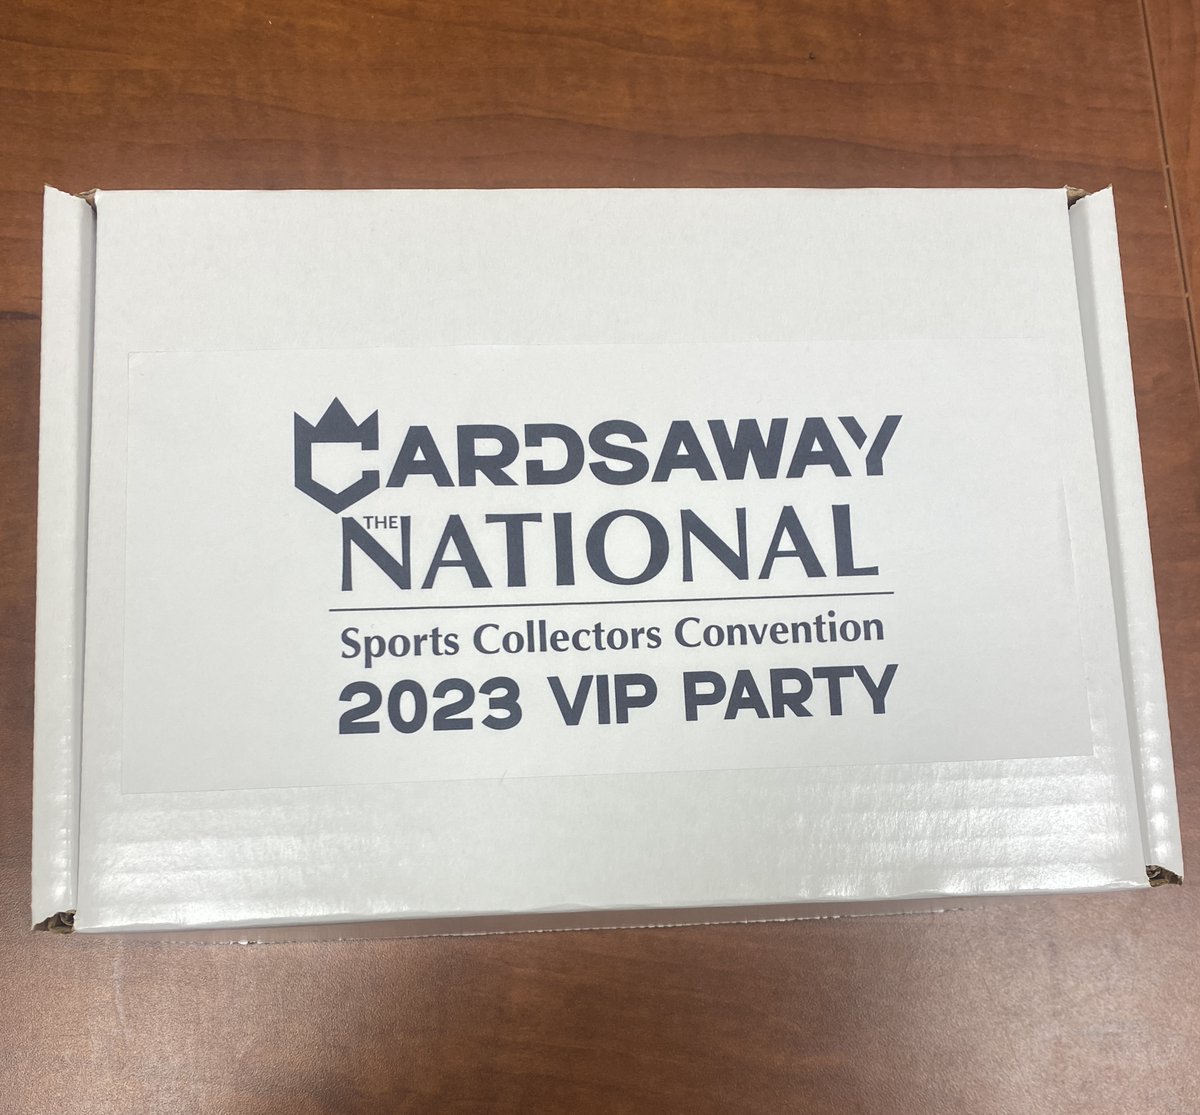 CARDSAWAY
THE NATIONAL
Sports Collectors Convention
2023 VIP PARTY